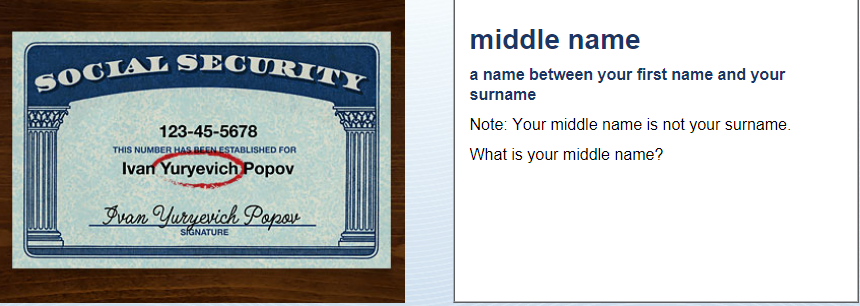 SOCIAL SECURITY
123-45-5678
THIS NUMBER HAS BEEN ESTABLISHED FOR
Ivan Yuryevich Popov
Ivan Yuryevich Popov
SIGNATURE
middle name
a name between your first name and your
surname
Note: Your middle name is not your surname.
What is your middle name?